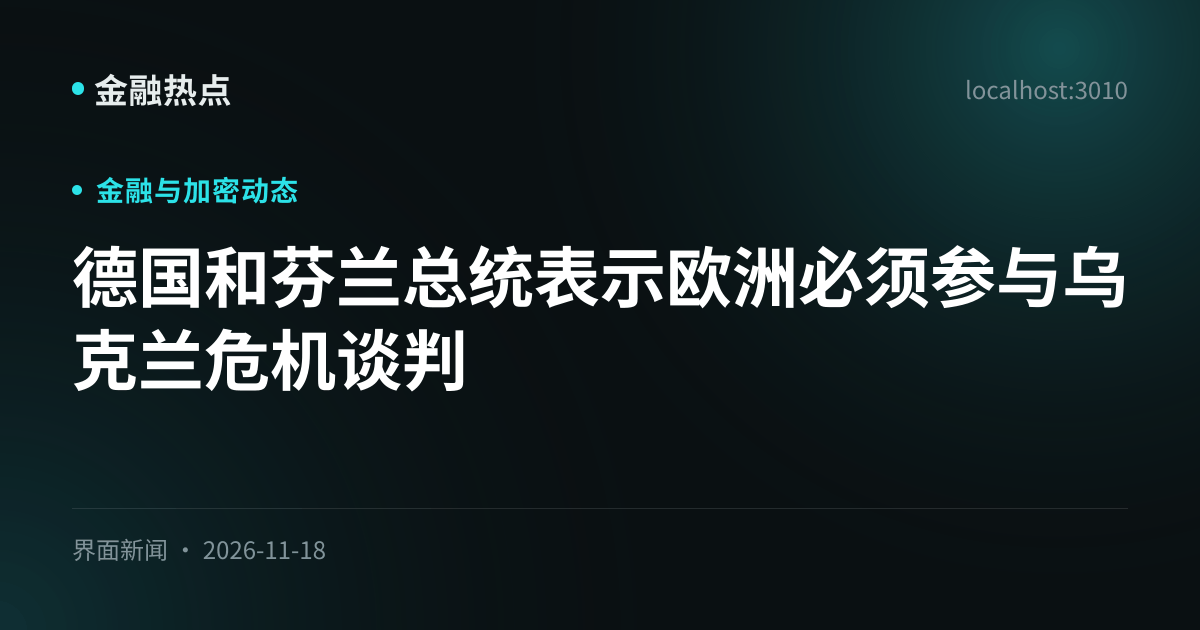 金融热点
localhost:3010
金融与加密动态
德国和芬兰总统表示欧洲必须参与乌
克兰危机谈判
界面新闻 • 2026-11-18